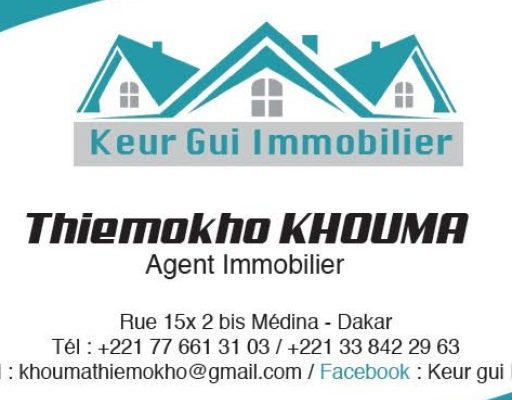 Keur Gui Immobilier
Thiemokho KHOUMA
Agent Immobilier
Rue 15x 2 bis Médina - Dakar
Tél : +221 77 661 31 03 / +221 33 842 29 63
: khoumathiemokho@gmail.com / Facebook : Keur gui